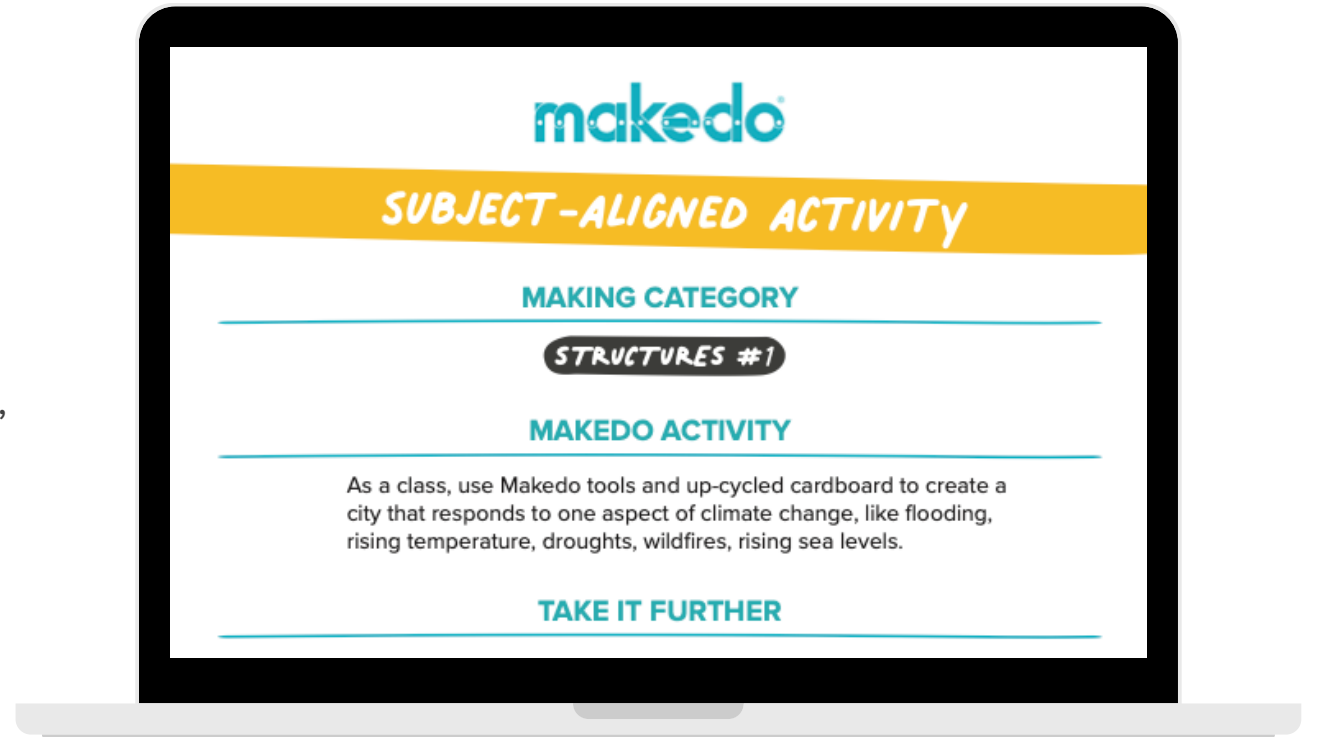 makedo®
SUBJECT-ALIGNED ACTIVITY
MAKING CATEGORY
STRUCTURES #1
,
MAKEDO ACTIVITY
As a class, use Makedo tools and up-cycled cardboard to create a
city that responds to one aspect of climate change, like flooding,
rising temperature, droughts, wildfires, rising sea levels.
TAKE IT FURTHER